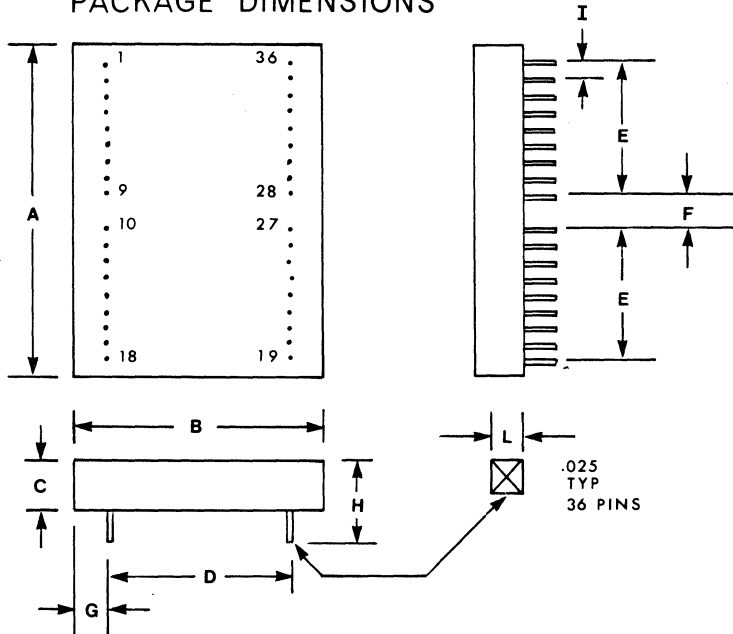 PACKAGE DIMENSIONS
I
1 36
E
9 28
A
F
10 27
E
18 19
B
L
C
H
.025
TYP
36 PINS
D
G